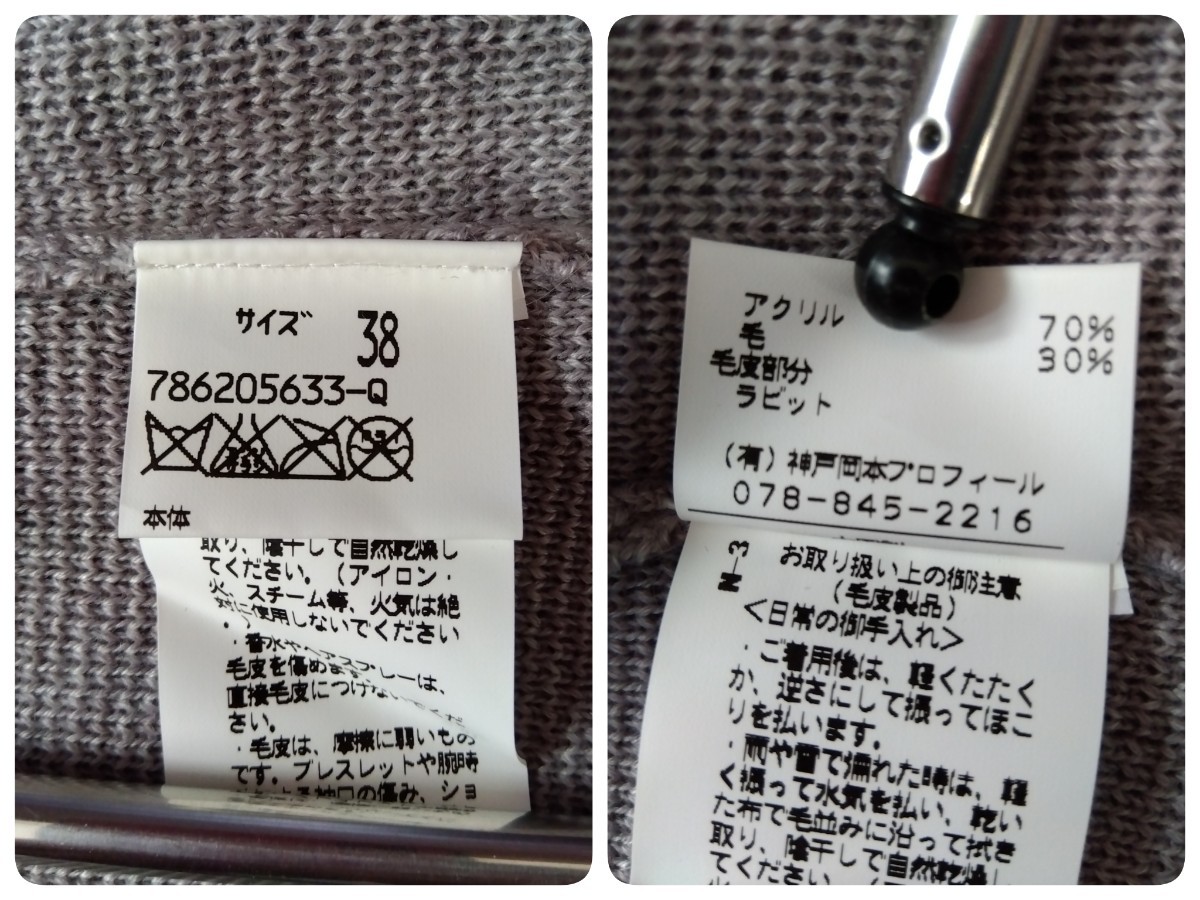 サイズ 38
786205633-Q
本体
取り、陰干しで自然乾燥し
てください。(アイロン・
火、スチーム等、火気は絶
対に使用しないでください
。)
・香水やヘアスプレーは、
毛皮を傷めます
直接毛皮につけな
さい。
・毛皮は、摩擦に弱いもの
です。ブレスレットや腕時
袖口の傷み、ショ
アクリル 70%
毛 30%
毛皮部分
ラビット
(有)神戸岡本プロフィール
078-845-2216
N-3
お取り扱い上の御注意
(毛皮製品)
<日常の御手入れ>
・ご着用後は、軽くたたく
か、逆さにして振ってほこ
りを払います。
・雨や雪で濡れた時は、軽
く振って水気を払い、乾い
た布で毛並みに沿って拭き
取り、陰干しで自然乾燥し
てください。